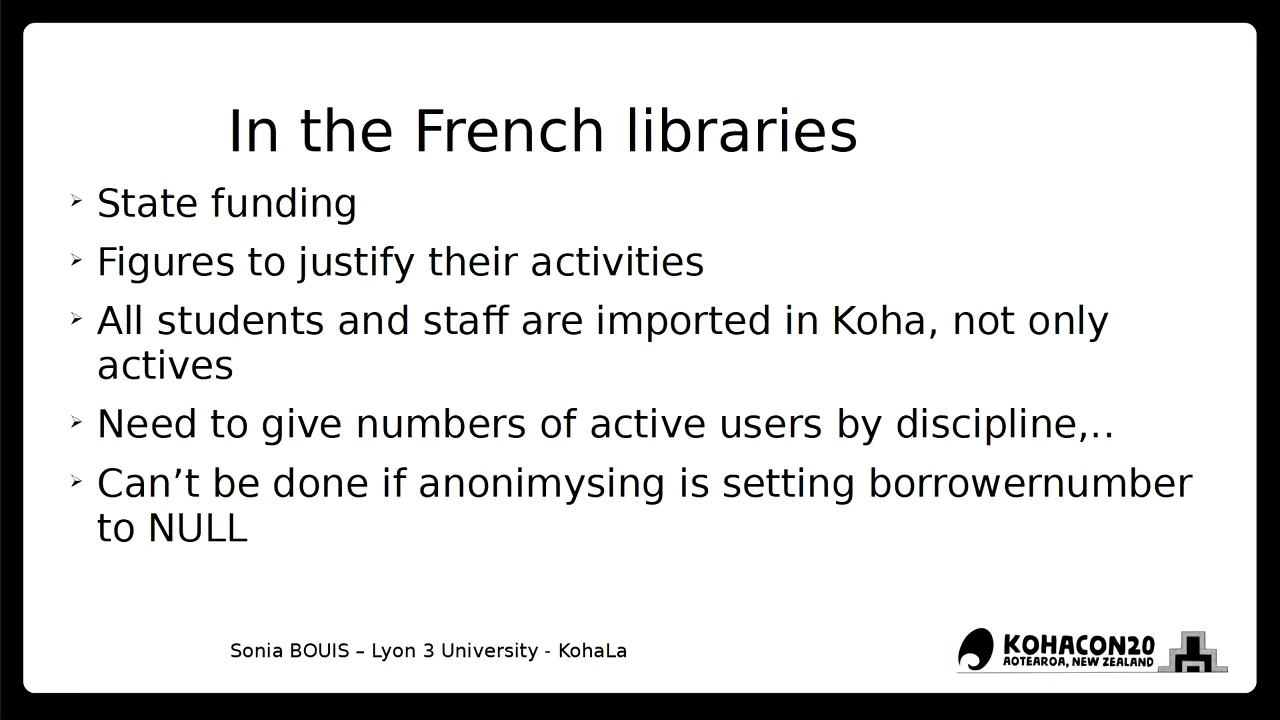 In the French libraries
➢ State funding
➢ Figures to justify their activities
➢ All students and staff are imported in Koha, not only
actives
➢ Need to give numbers of active users by discipline,..
➢ Can’t be done if anonimysing is setting borrowernumber
to NULL
Sonia BOUIS – Lyon 3 University - KohaLa
KOHACON20
AOTEAROA, NEW ZEALAND